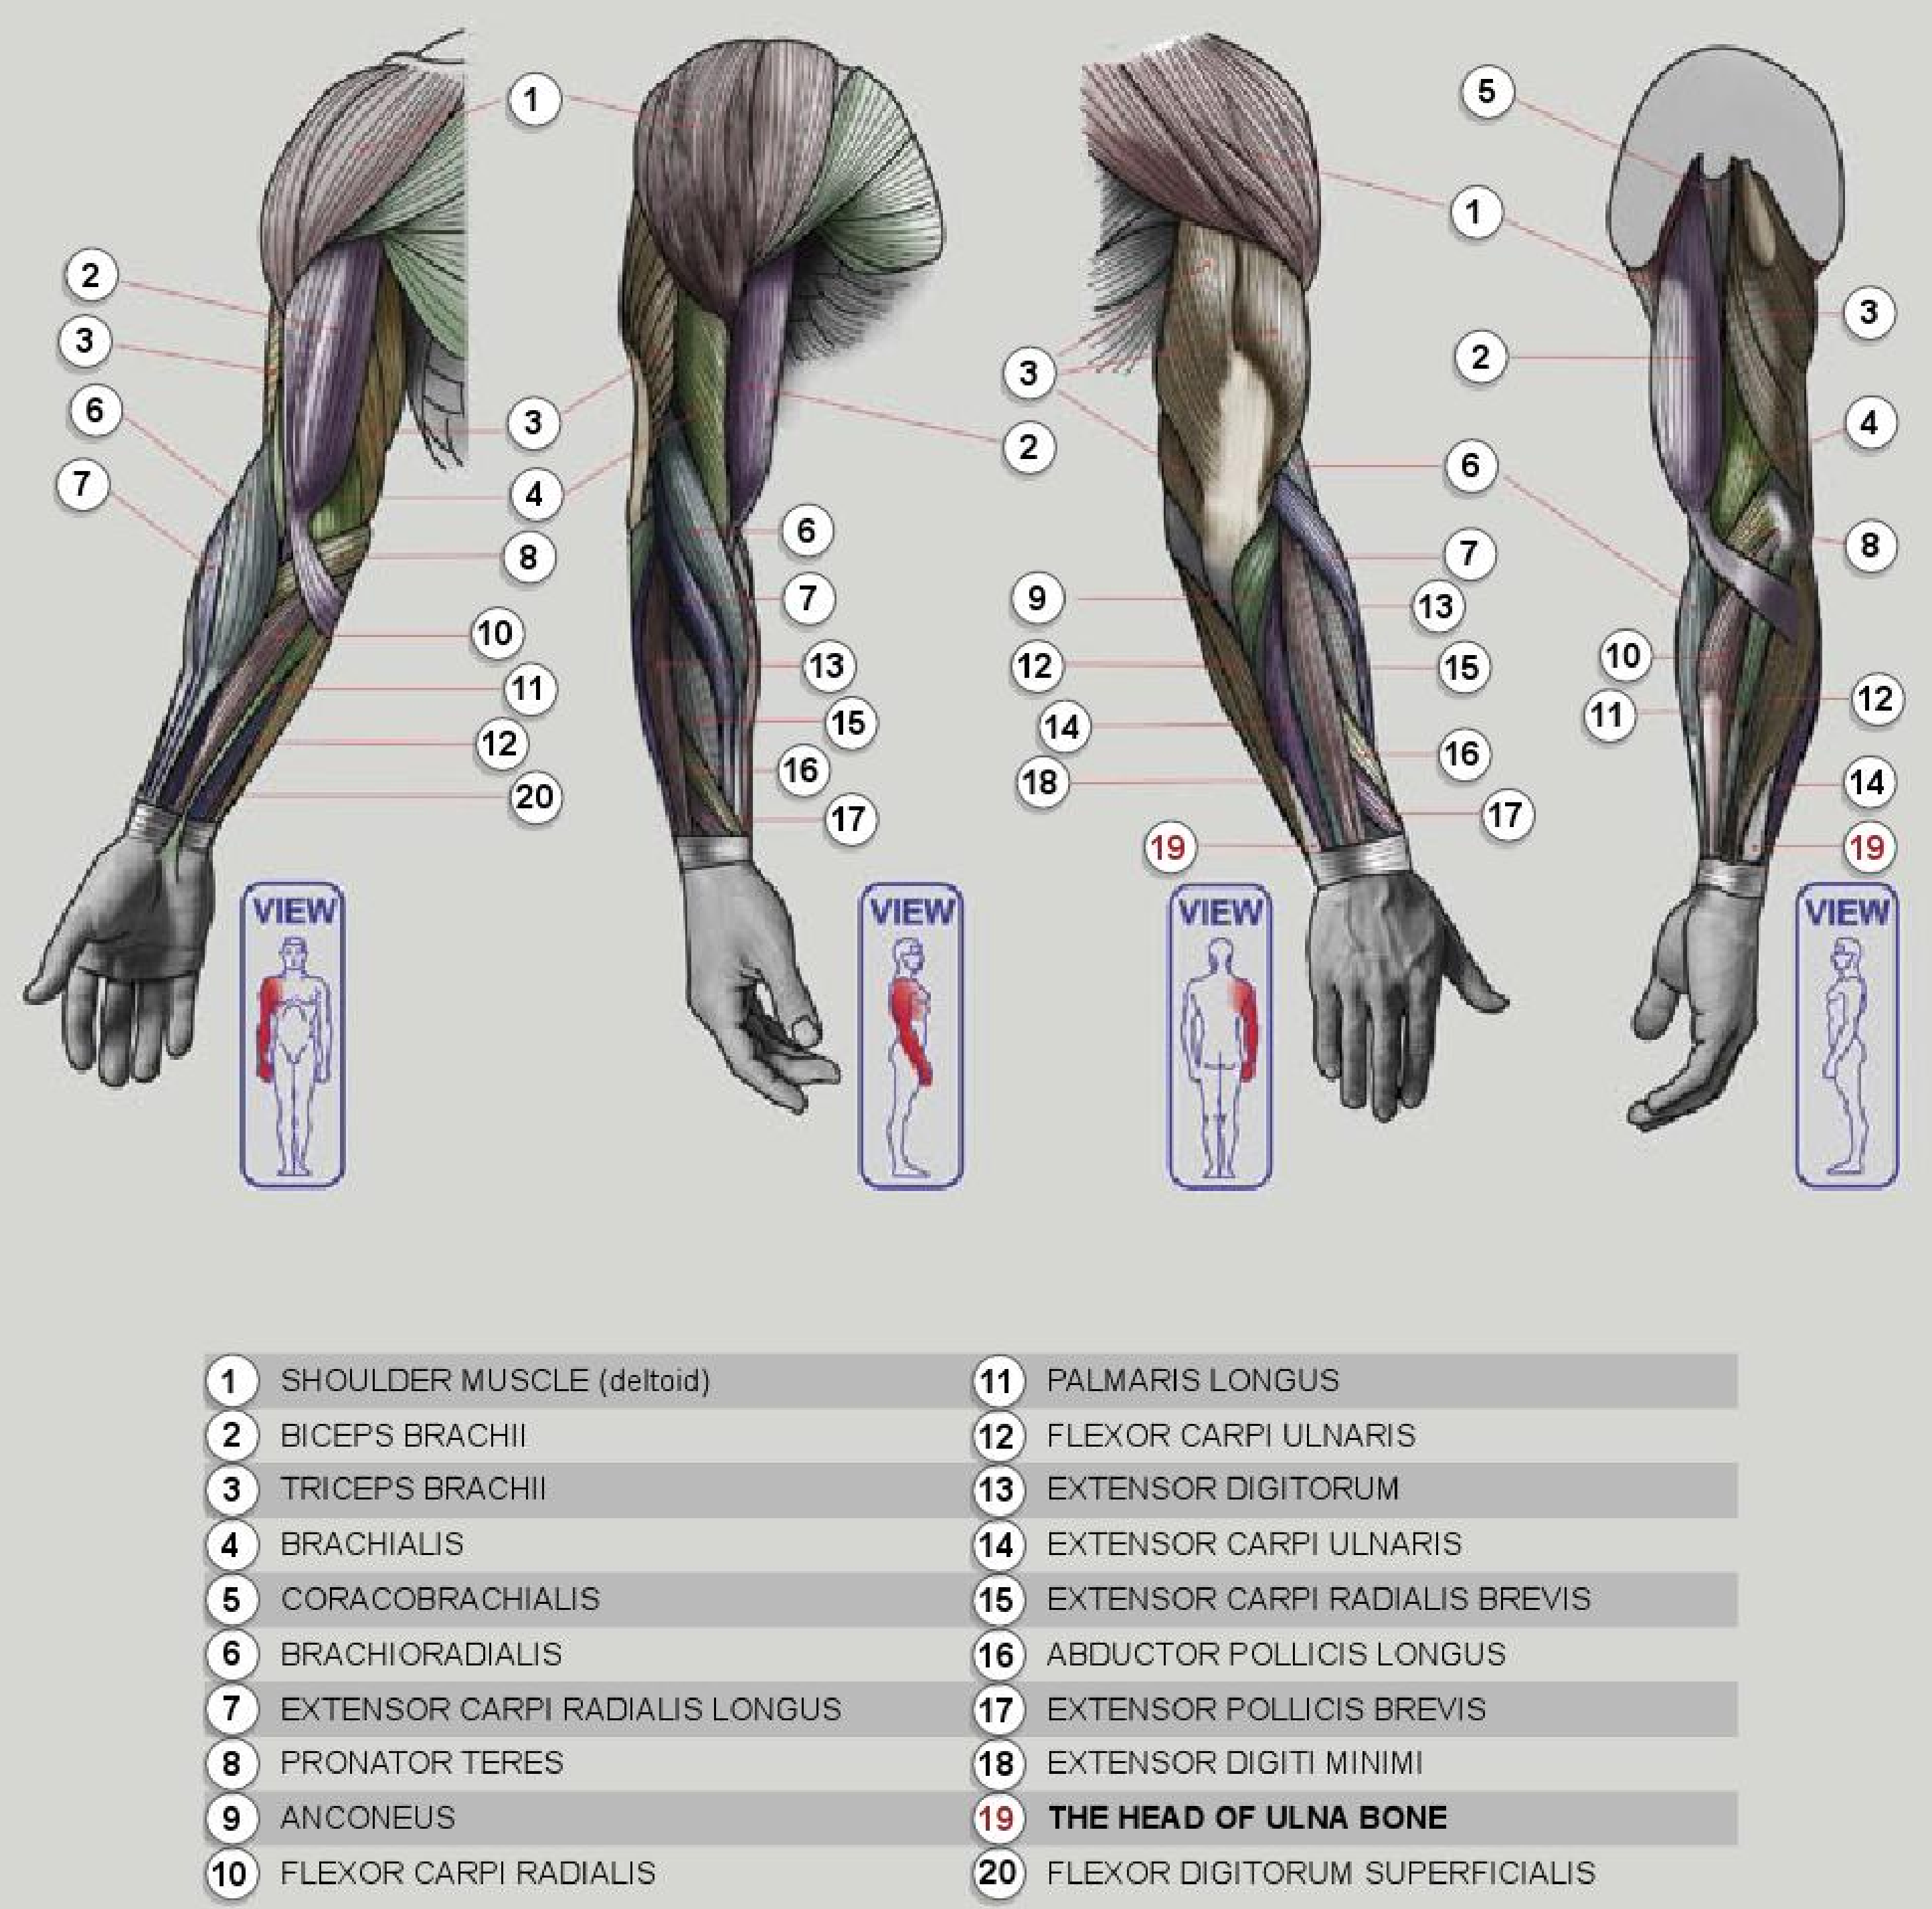 1
5
1
2
3
3
6
2
3
4
3
2
6
7
4
6
8
7
8
6
7
9
13
10
7
10
13
12
15
11
12
11
15
14
12
16
18
16
14
20
17
17
19
19
VIEW
VIEW
VIEW
VIEW
1 SHOULDER MUSCLE (deltoid)
2 BICEPS BRACHII
3 TRICEPS BRACHII
4 BRACHIALIS
5 CORACOBRACHIALIS
6 BRACHIORADIALIS
7 EXTENSOR CARPI RADIALIS LONGUS
8 PRONATOR TERES
9 ANCONEUS
10 FLEXOR CARPI RADIALIS
11 PALMARIS LONGUS
12 FLEXOR CARPI ULNARIS
13 EXTENSOR DIGITORUM
14 EXTENSOR CARPI ULNARIS
15 EXTENSOR CARPI RADIALIS BREVIS
16 ABDUCTOR POLLICIS LONGUS
17 EXTENSOR POLLICIS BREVIS
18 EXTENSOR DIGITI MINIMI
19 THE HEAD OF ULNA BONE
20 FLEXOR DIGITORUM SUPERFICIALIS